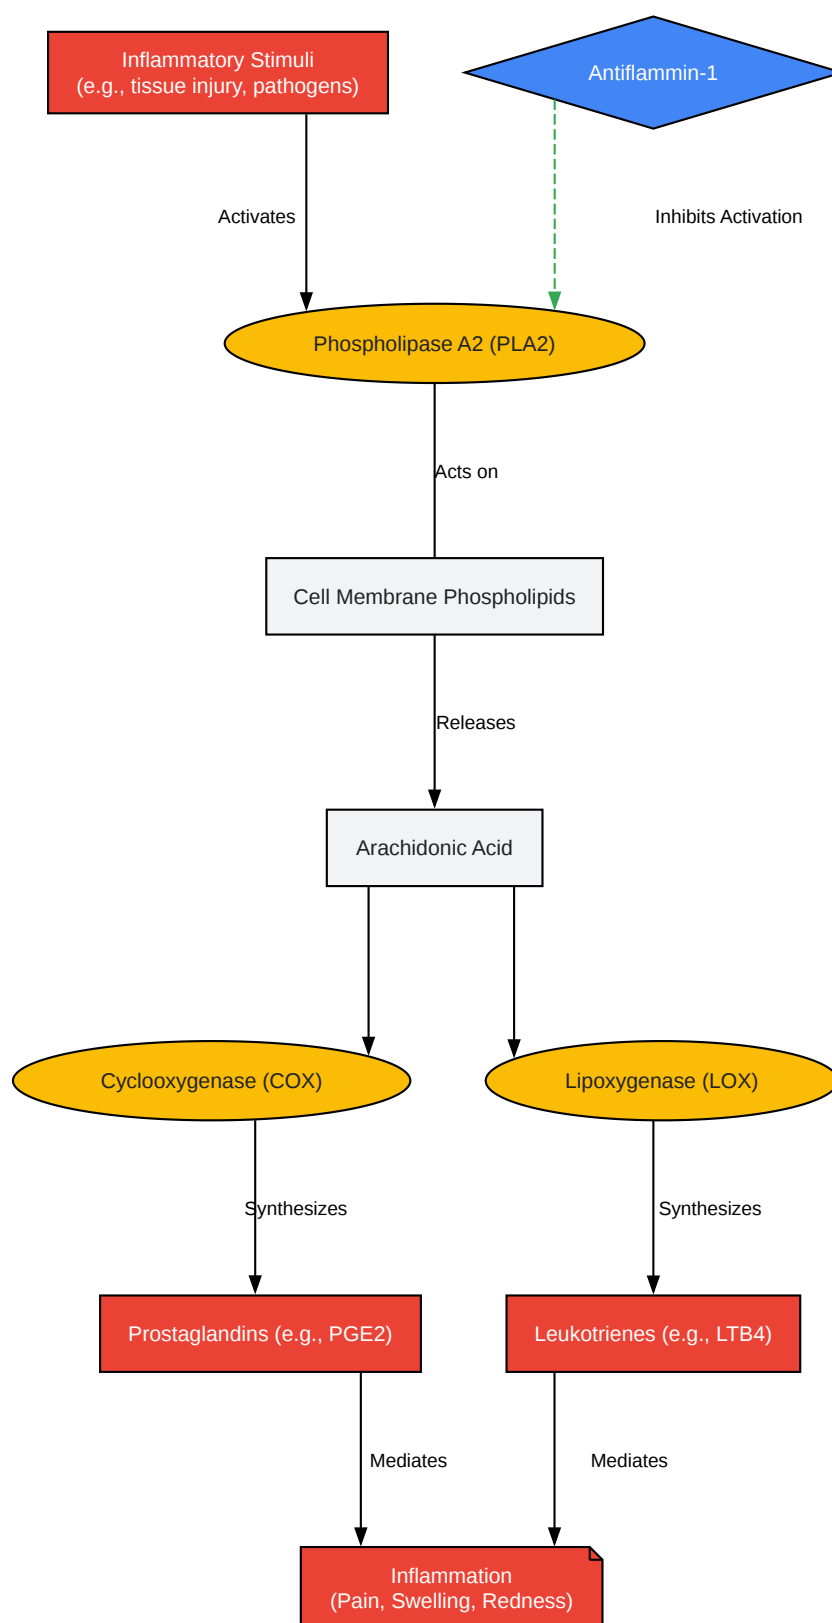 Inflammatory Stimuli
(e.g., tissue injury, pathogens)
Antiflammin-1
Activates
Inhibits Activation
Phospholipase A2 (PLA2)
Acts on
Cell Membrane Phospholipids
Releases
Arachidonic Acid
Cyclooxygenase (COX)
Lipoxygenase (LOX)
Synthesizes
Synthesizes
Prostaglandins (e.g., PGE2)
Leukotrienes (e.g., LTB4)
Mediates
Mediates
Inflammation
(Pain, Swelling, Redness)